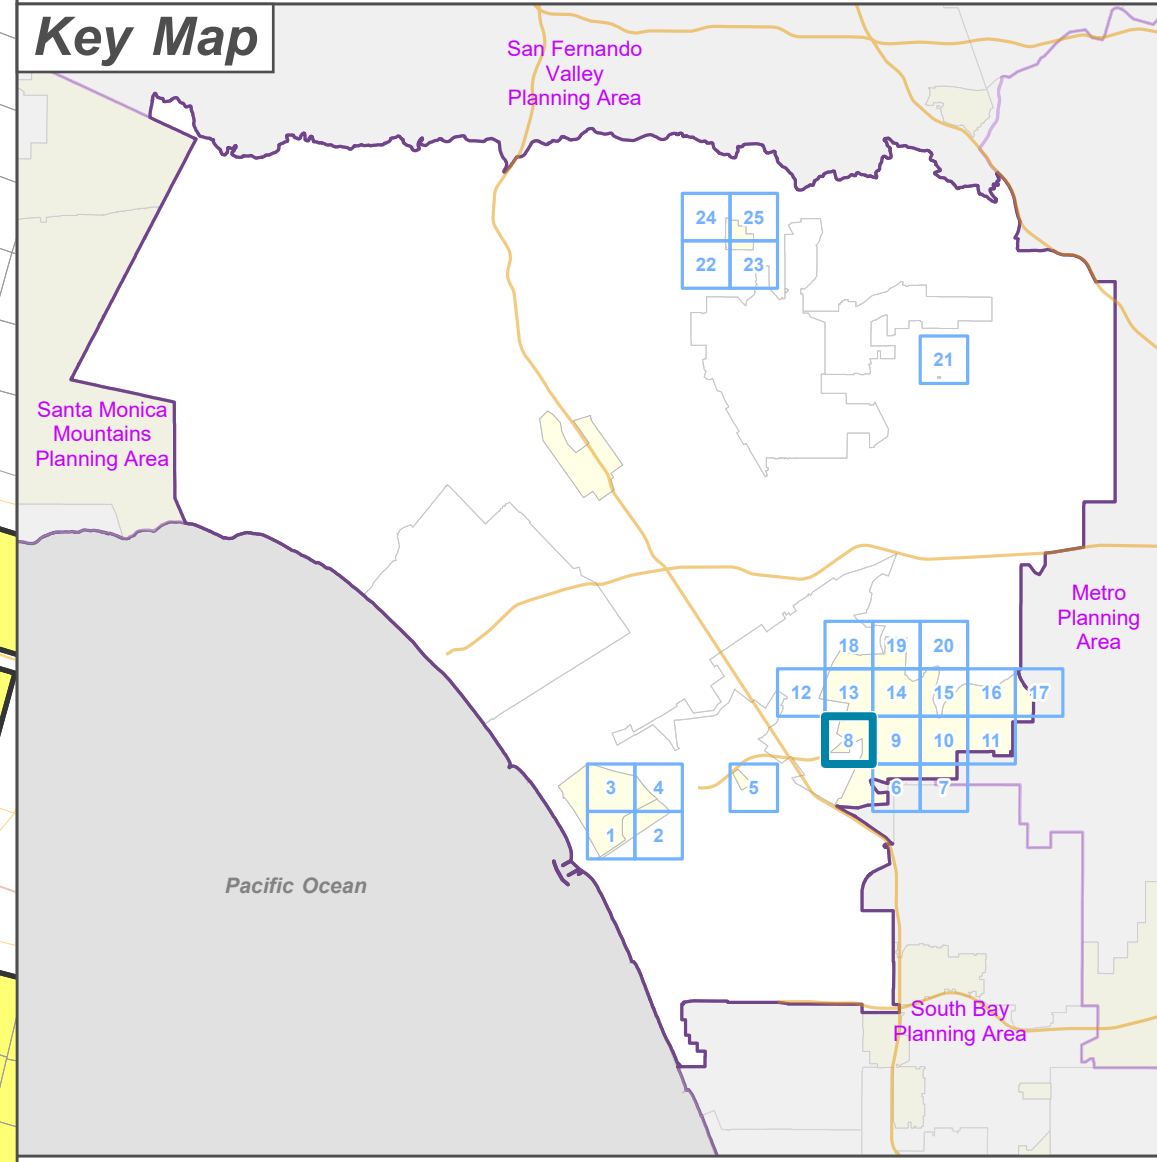 Key Map
San Fernando
Valley
Planning Area
24 25
22 23
21
Santa Monica
Mountains
Planning Area
Metro
Planning
Area
18 19 20
12 13 14 15 16 17
8 9 10 11
3 4 5 6 7
1 2
Pacific Ocean
South Bay
Planning Area